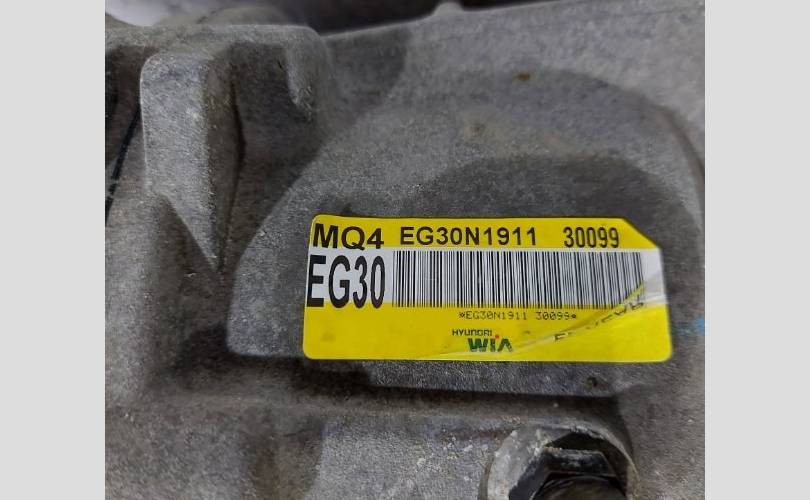 MQ4 EG30N1911 30099
EG30
*EG30N1911 30099*
HYUNDAI
WIA